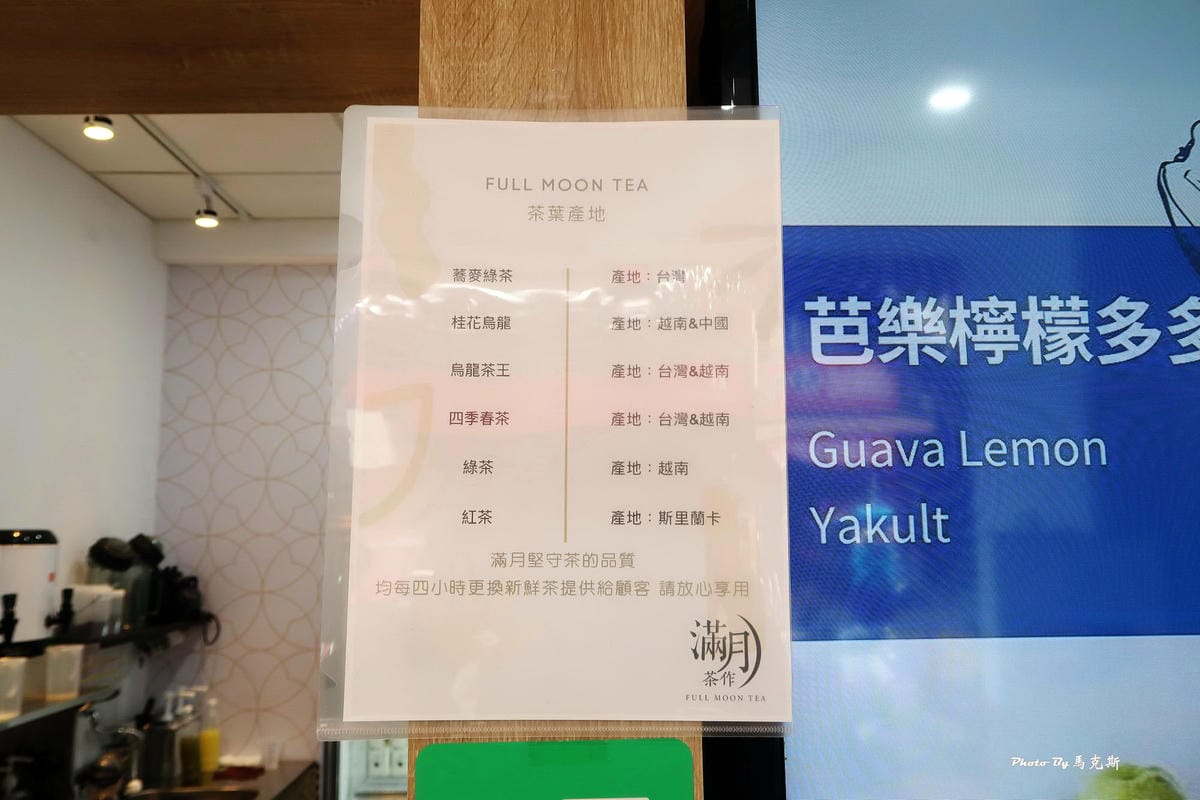 FULL MOON TEA
茶葉產地
蕎麥綠茶 產地：台灣
桂花烏龍 產地：越南&中國
烏龍茶王 產地：台灣&越南
四季春茶 產地：台灣&越南
綠茶 產地：越南
紅茶 產地：斯里蘭卡
滿月堅守茶的品質
均每四小時更換新鮮茶提供給顧客 請放心享用
滿月
茶作
FULL MOON TEA
芭樂檸檬多多
Guava Lemon
Yakult
Photo By 馬克斯